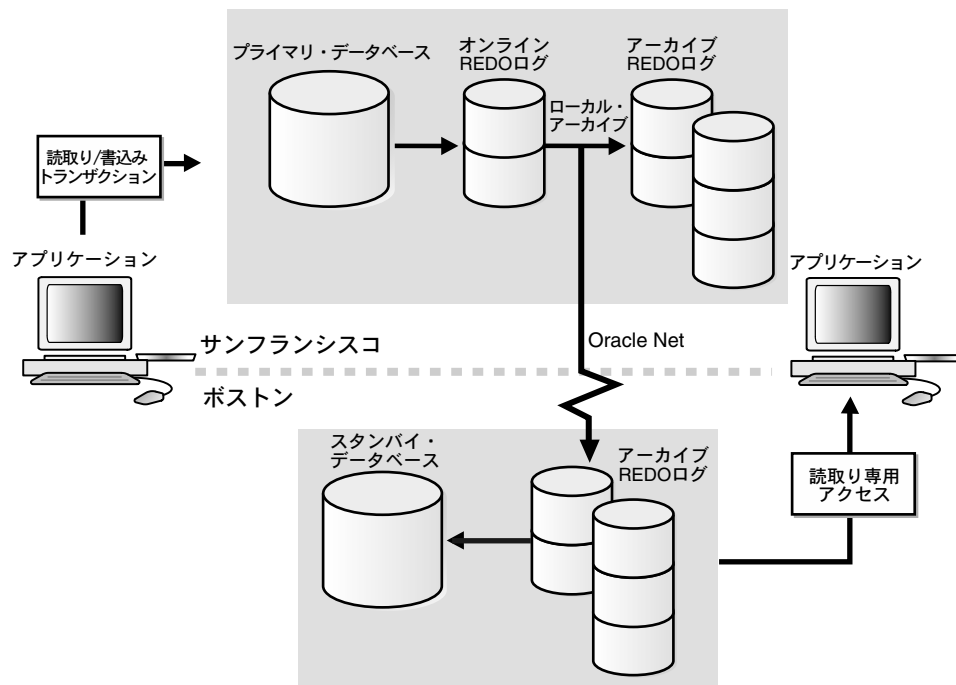 プライマリ・データベース
オンライン
REDOログ
アーカイブ
REDOログ
ローカル・
アーカイブ
読取り/書込み
トランザクション
アプリケーション
アプリケーション
サンフランシスコ
Oracle Net
ボストン
スタンバイ・
データベース
アーカイブ
REDOログ
読取り専用
アクセス